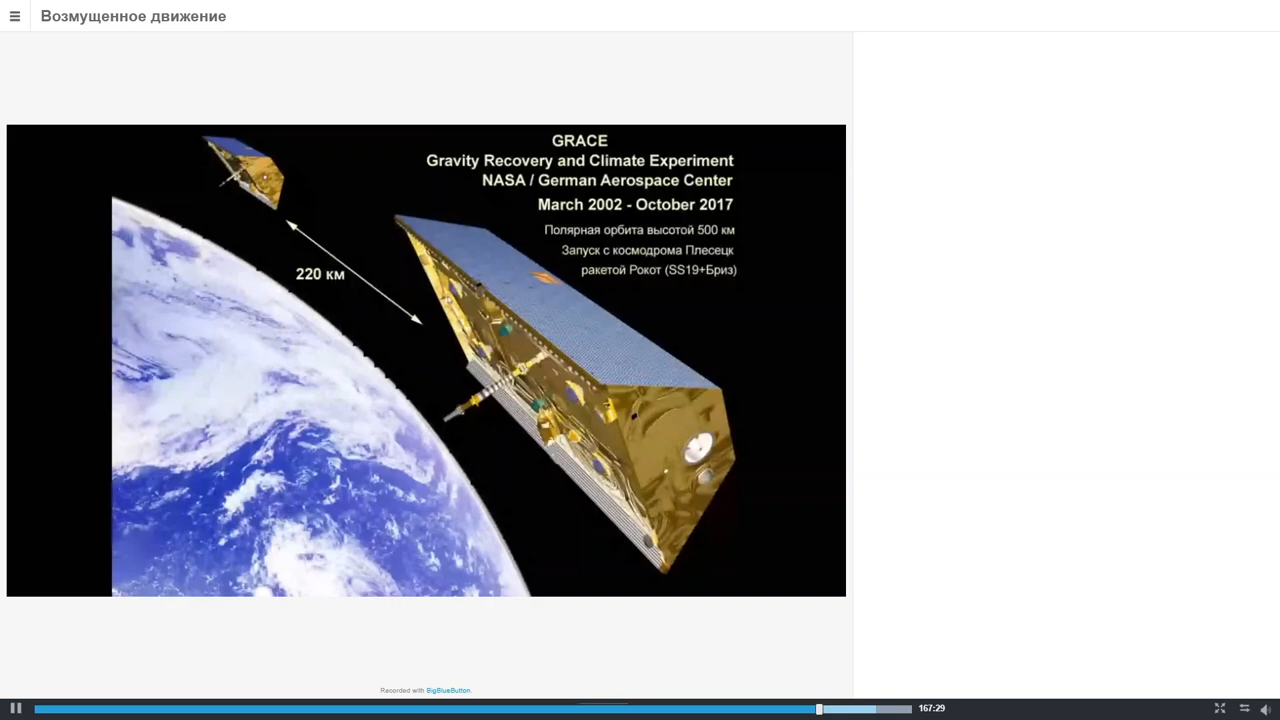 Возмущенное движение
GRACE
Gravity Recovery and Climate Experiment
NASA / German Aerospace Center
March 2002 - October 2017
Полярная орбита высотой 500 км
Запуск с космодрома Плесецк
ракетой Рокот (SS19+Бриз)
220 км
Recorded with BigBlueButton.
167:29